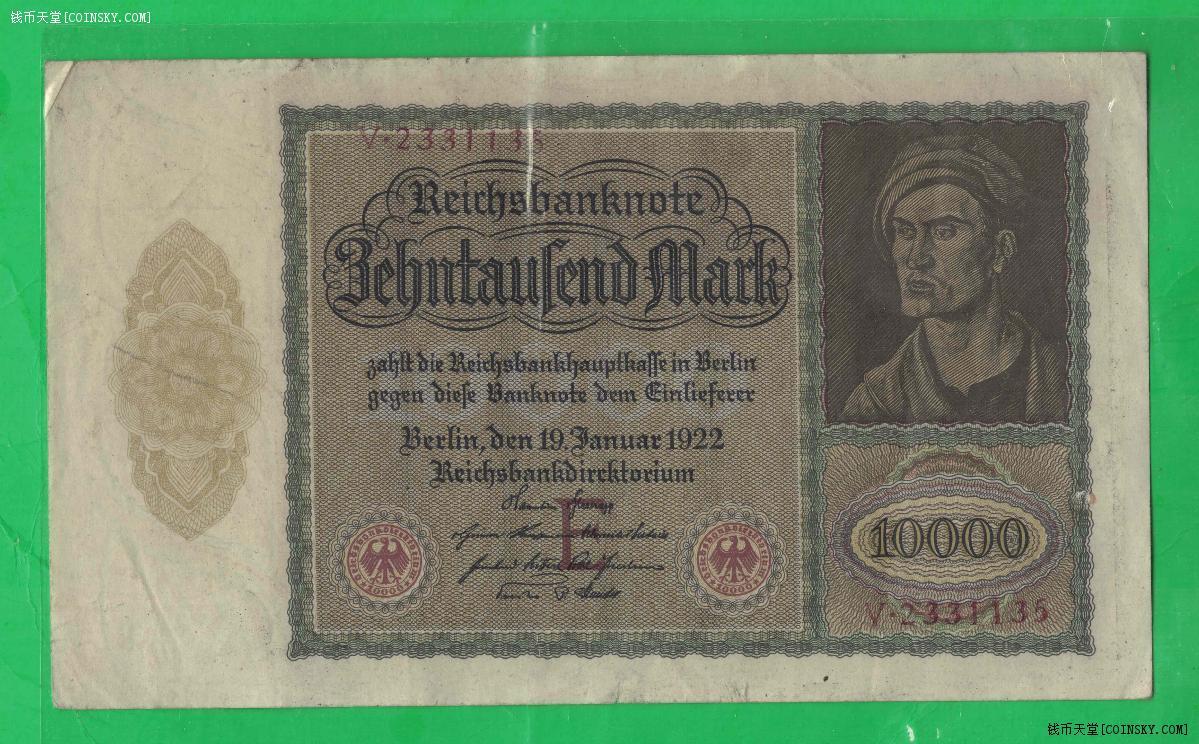 钱币天堂[COINSKY.COM]
V·2331135
Reichsbanknote
Zehntauſend Mark
zahlt die Reichsbankhauptkaſſe in Berlin
gegen dieſe Banknote dem Einlieferer
Berlin, den 19. Januar 1922
Reichsbankdirektorium
F
10000
V·2331135
钱币天堂[COINSKY.COM]